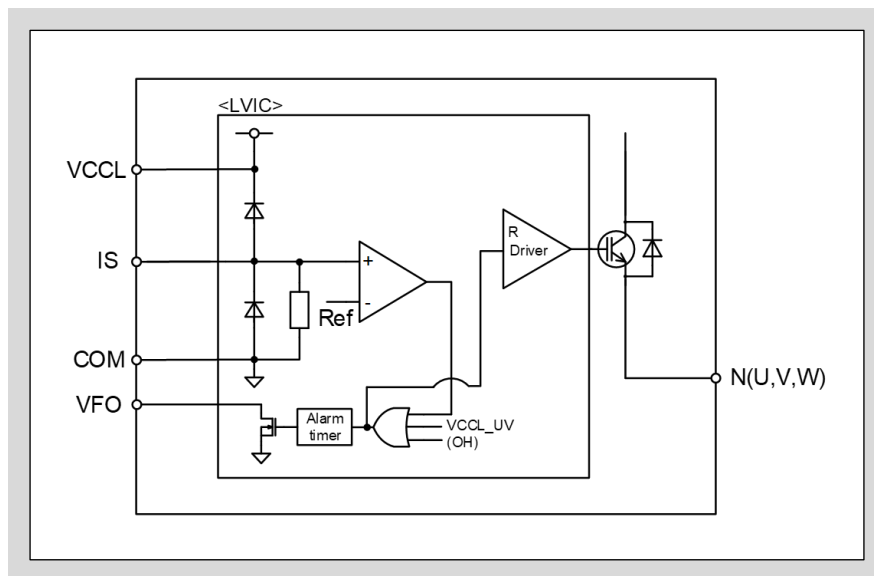 <LVIC>
VCCL
R
Driver
IS
+
-
Ref
COM
N(U,V,W)
VFO
Alarm
timer
VCCL_UV
(OH)